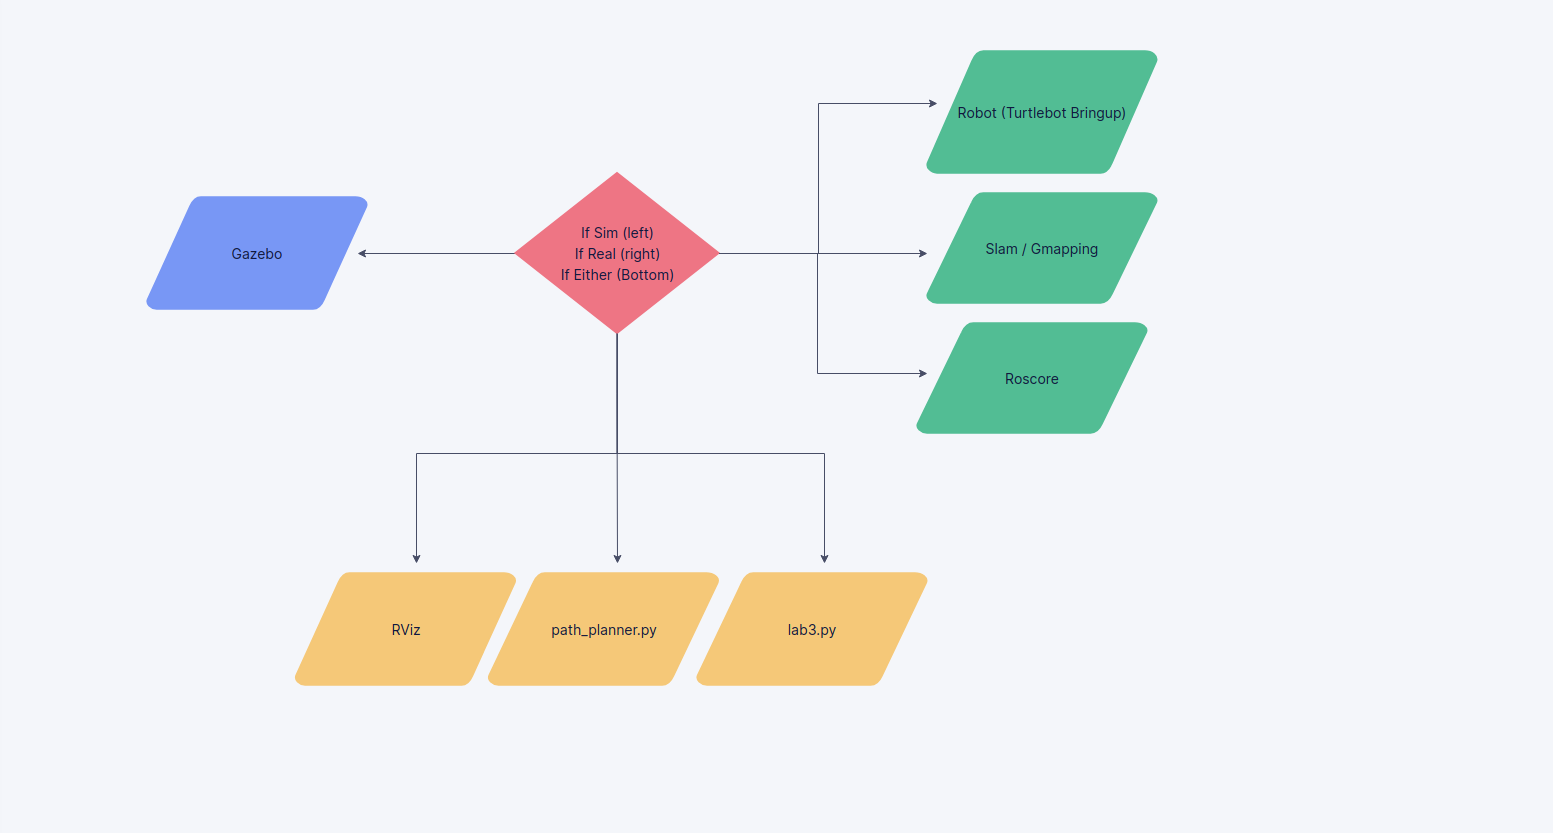 Robot (Turtlebot Bringup)
Gazebo
If Sim (left)
If Real (right)
If Either (Bottom)
Slam / Gmapping
Roscore
RViz
path_planner.py
lab3.py